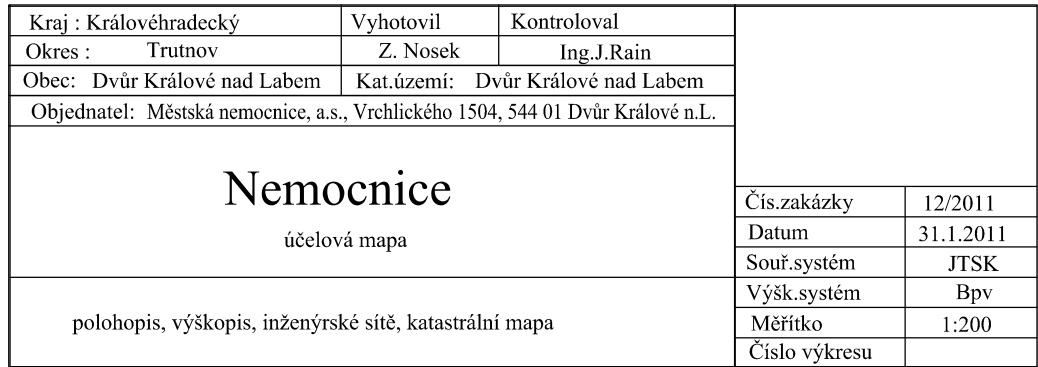 Kraj : Královéhradecký Vyhotovil Kontroloval
Okres : Trutnov Z. Nosek Ing.J.Rain
Obec: Dvůr Králové nad Labem Kat.území: Dvůr Králové nad Labem
Objednatel: Městská nemocnice, a.s., Vrchlického 1504, 544 01 Dvůr Králové n.L.
Nemocnice
účelová mapa
polohopis, výškopis, inženýrské sítě, katastrální mapa
Čís.zakázky 12/2011
Datum 31.1.2011
Souř.systém JTSK
Výšk.systém Bpv
Měřítko 1:200
Číslo výkresu